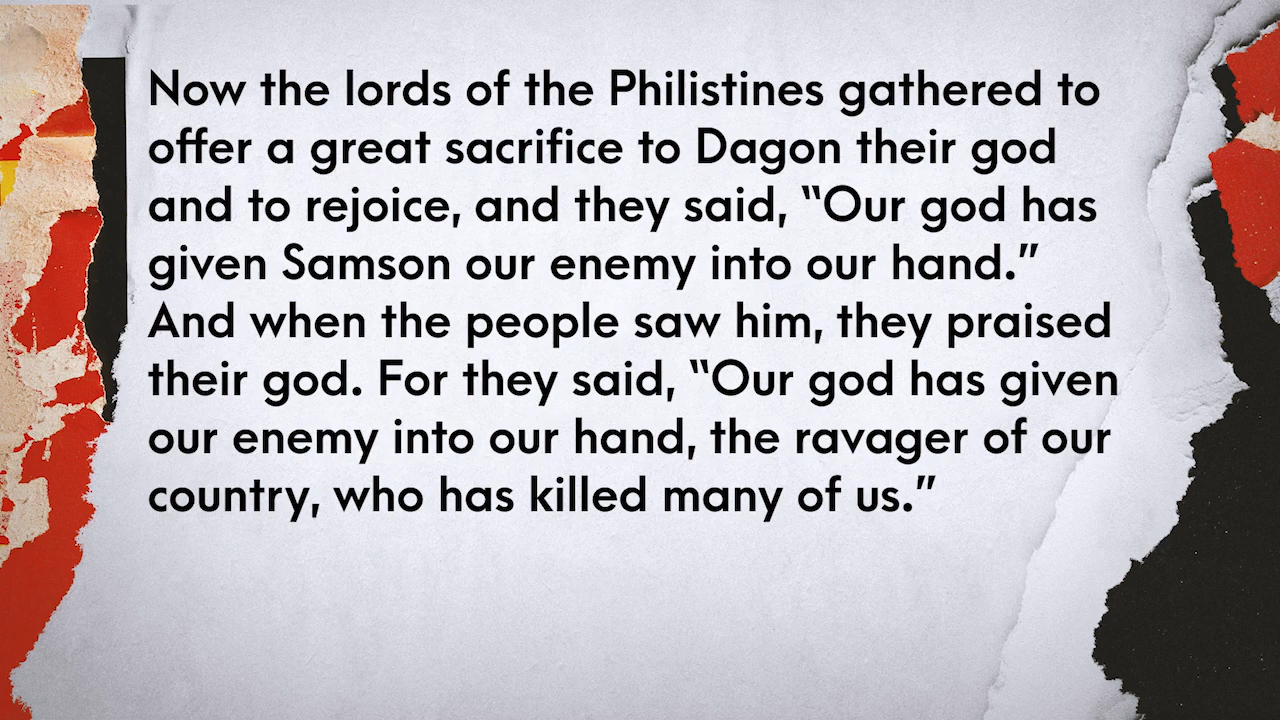 Now the lords of the Philistines gathered to
offer a great sacrifice to Dagon their god
and to rejoice, and they said, “Our god has
given Samson our enemy into our hand.”
And when the people saw him, they praised
their god. For they said, “Our god has given
our enemy into our hand, the ravager of our
country, who has killed many of us.”